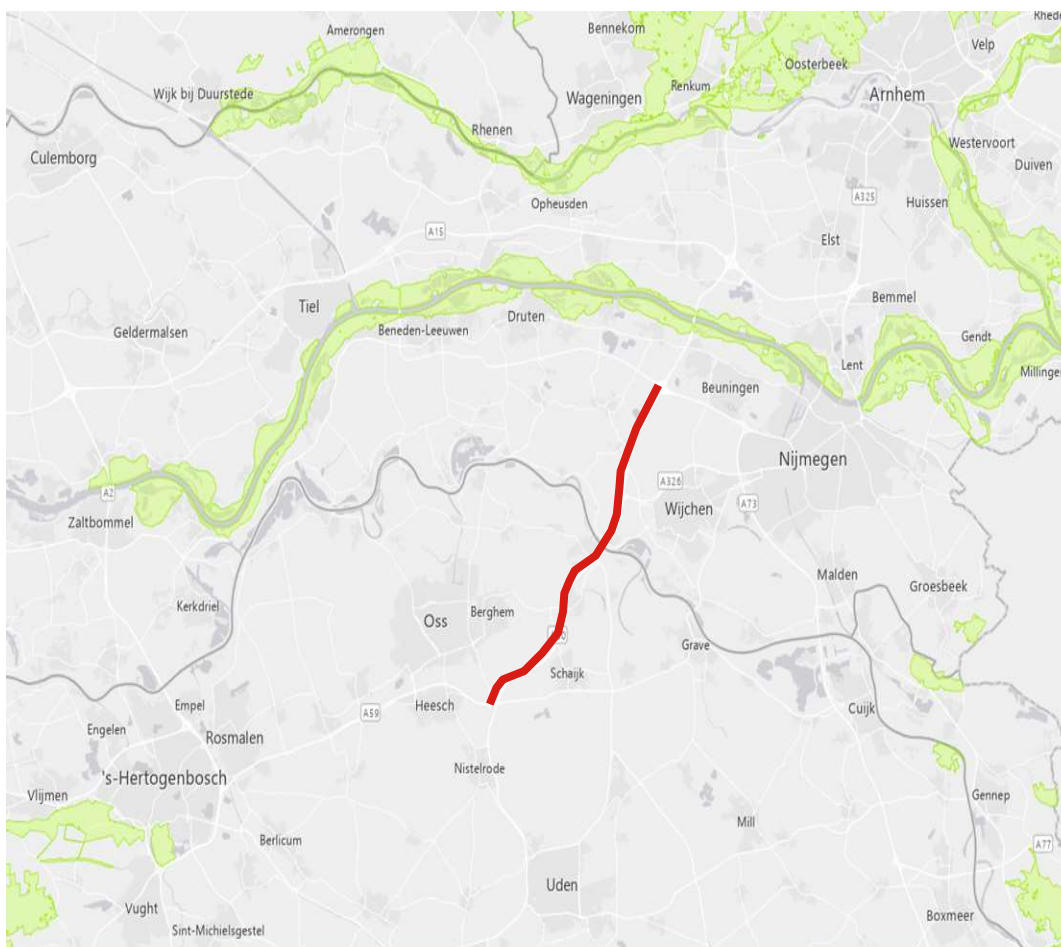 Rhede
Amerongen
Bennekom
Velp
Oosterbeek
Renkum
Wijk bij Duurstede
Wageningen
Arnhem
Rhenen
Westervoort
Culemborg
Duiven
A325
Opheusden
Huissen
A15
Elst
Bemmel
Tiel
Druten
Beneden-Leeuwen
Geldermalsen
Gendt
Lent
Millingen
Beuningen
Nijmegen
A326
A2
Wijchen
A73
Zaltbommel
Malden
Groesbeek
Kerkdriel
Oss
Berghem
Grave
Schaijk
Empel
Heesch
A59
Cuijk
Engelen
Rosmalen
Nistelrode
's-Hertogenbosch
Vlijmen
Gennep
Mill
Berlicum
A77
Uden
Vught
Boxmeer
Sint-Michielsgestel